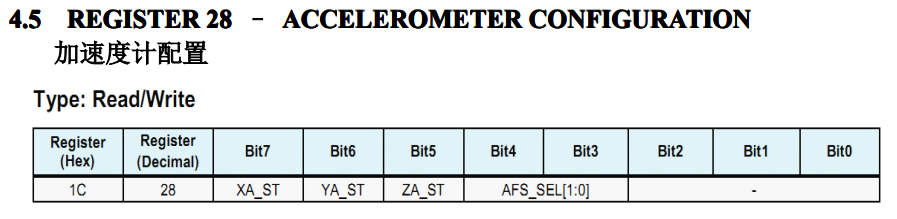 4.5 REGISTER 28 – ACCELEROMETER CONFIGURATION
加速度计配置
Type: Read/Write
Register (Hex) Register (Decimal) Bit7 Bit6 Bit5 Bit4 Bit3 Bit2 Bit1 Bit0
1C 28 XA_ST YA_ST ZA_ST AFS_SEL[1:0] -